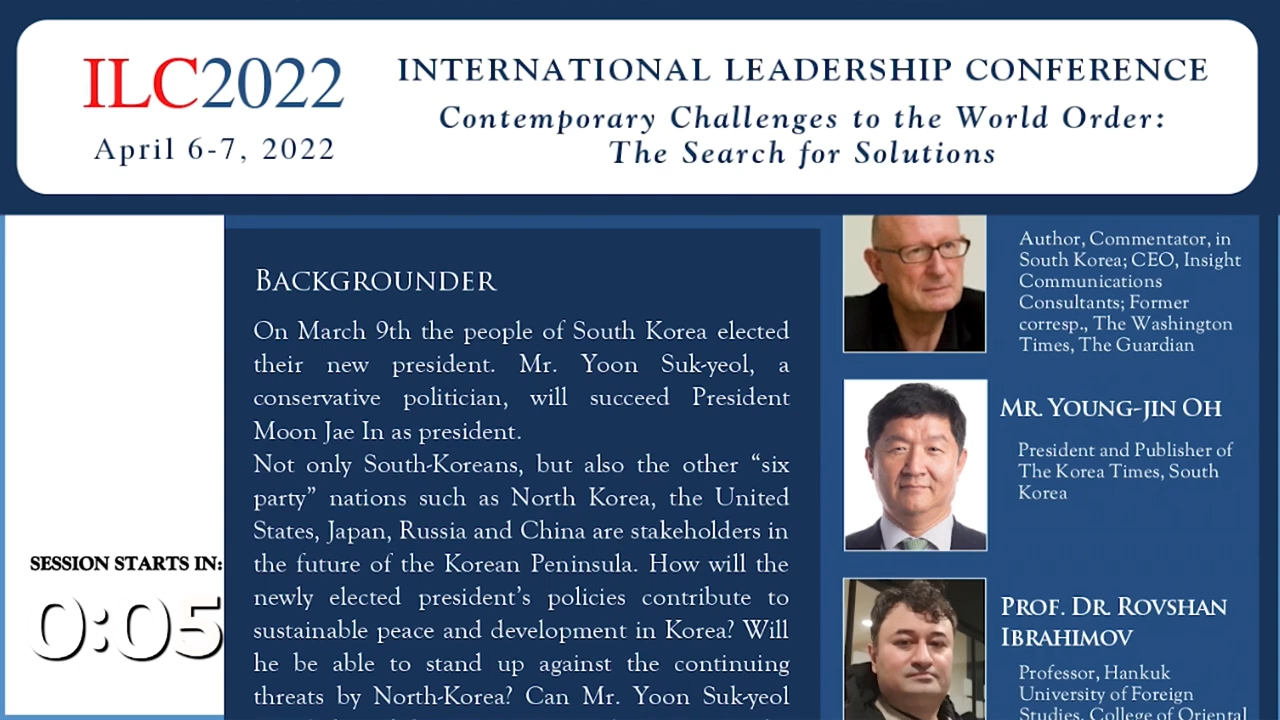 ILC2022
April 6-7, 2022
INTERNATIONAL LEADERSHIP CONFERENCE
Contemporary Challenges to the World Order:
The Search for Solutions
SESSION STARTS IN:
0:05
BACKGROUNDER
On March 9th the people of South Korea elected
their new president. Mr. Yoon Suk-yeol, a
conservative politician, will succeed President
Moon Jae In as president.
Not only South-Koreans, but also the other “six
party” nations such as North Korea, the United
States, Japan, Russia and China are stakeholders in
the future of the Korean Peninsula. How will the
newly elected president’s policies contribute to
sustainable peace and development in Korea? Will
he be able to stand up against the continuing
threats by North-Korea? Can Mr. Yoon Suk-yeol
Author, Commentator, in
South Korea; CEO, Insight
Communications
Consultants; Former
corresp., The Washington
Times, The Guardian
MR. YOUNG-JIN OH
President and Publisher of
The Korea Times, South
Korea
PROF. DR. ROVSHAN
IBRAHIMOV
Professor, Hankuk
University of Foreign
Studies, College of Oriental